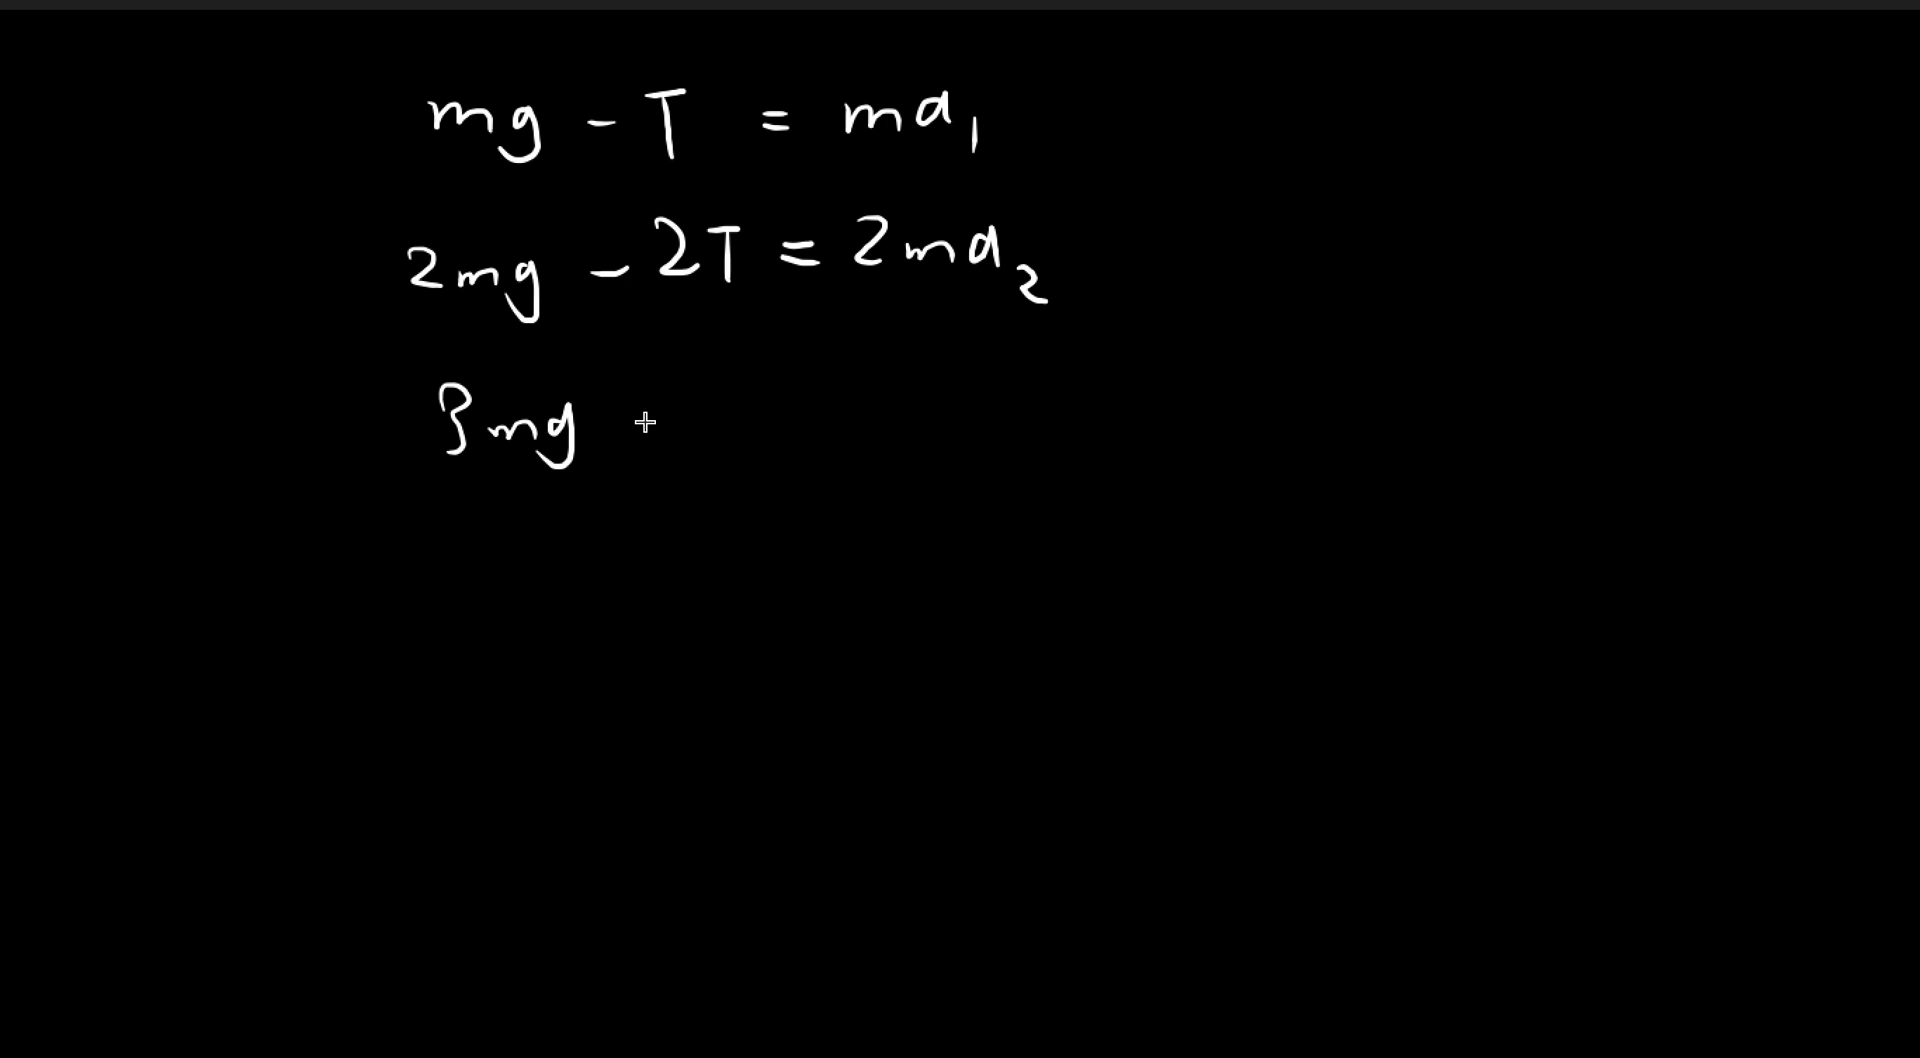 mg - T = ma₁
2mg - 2T = 2ma₂
3mg